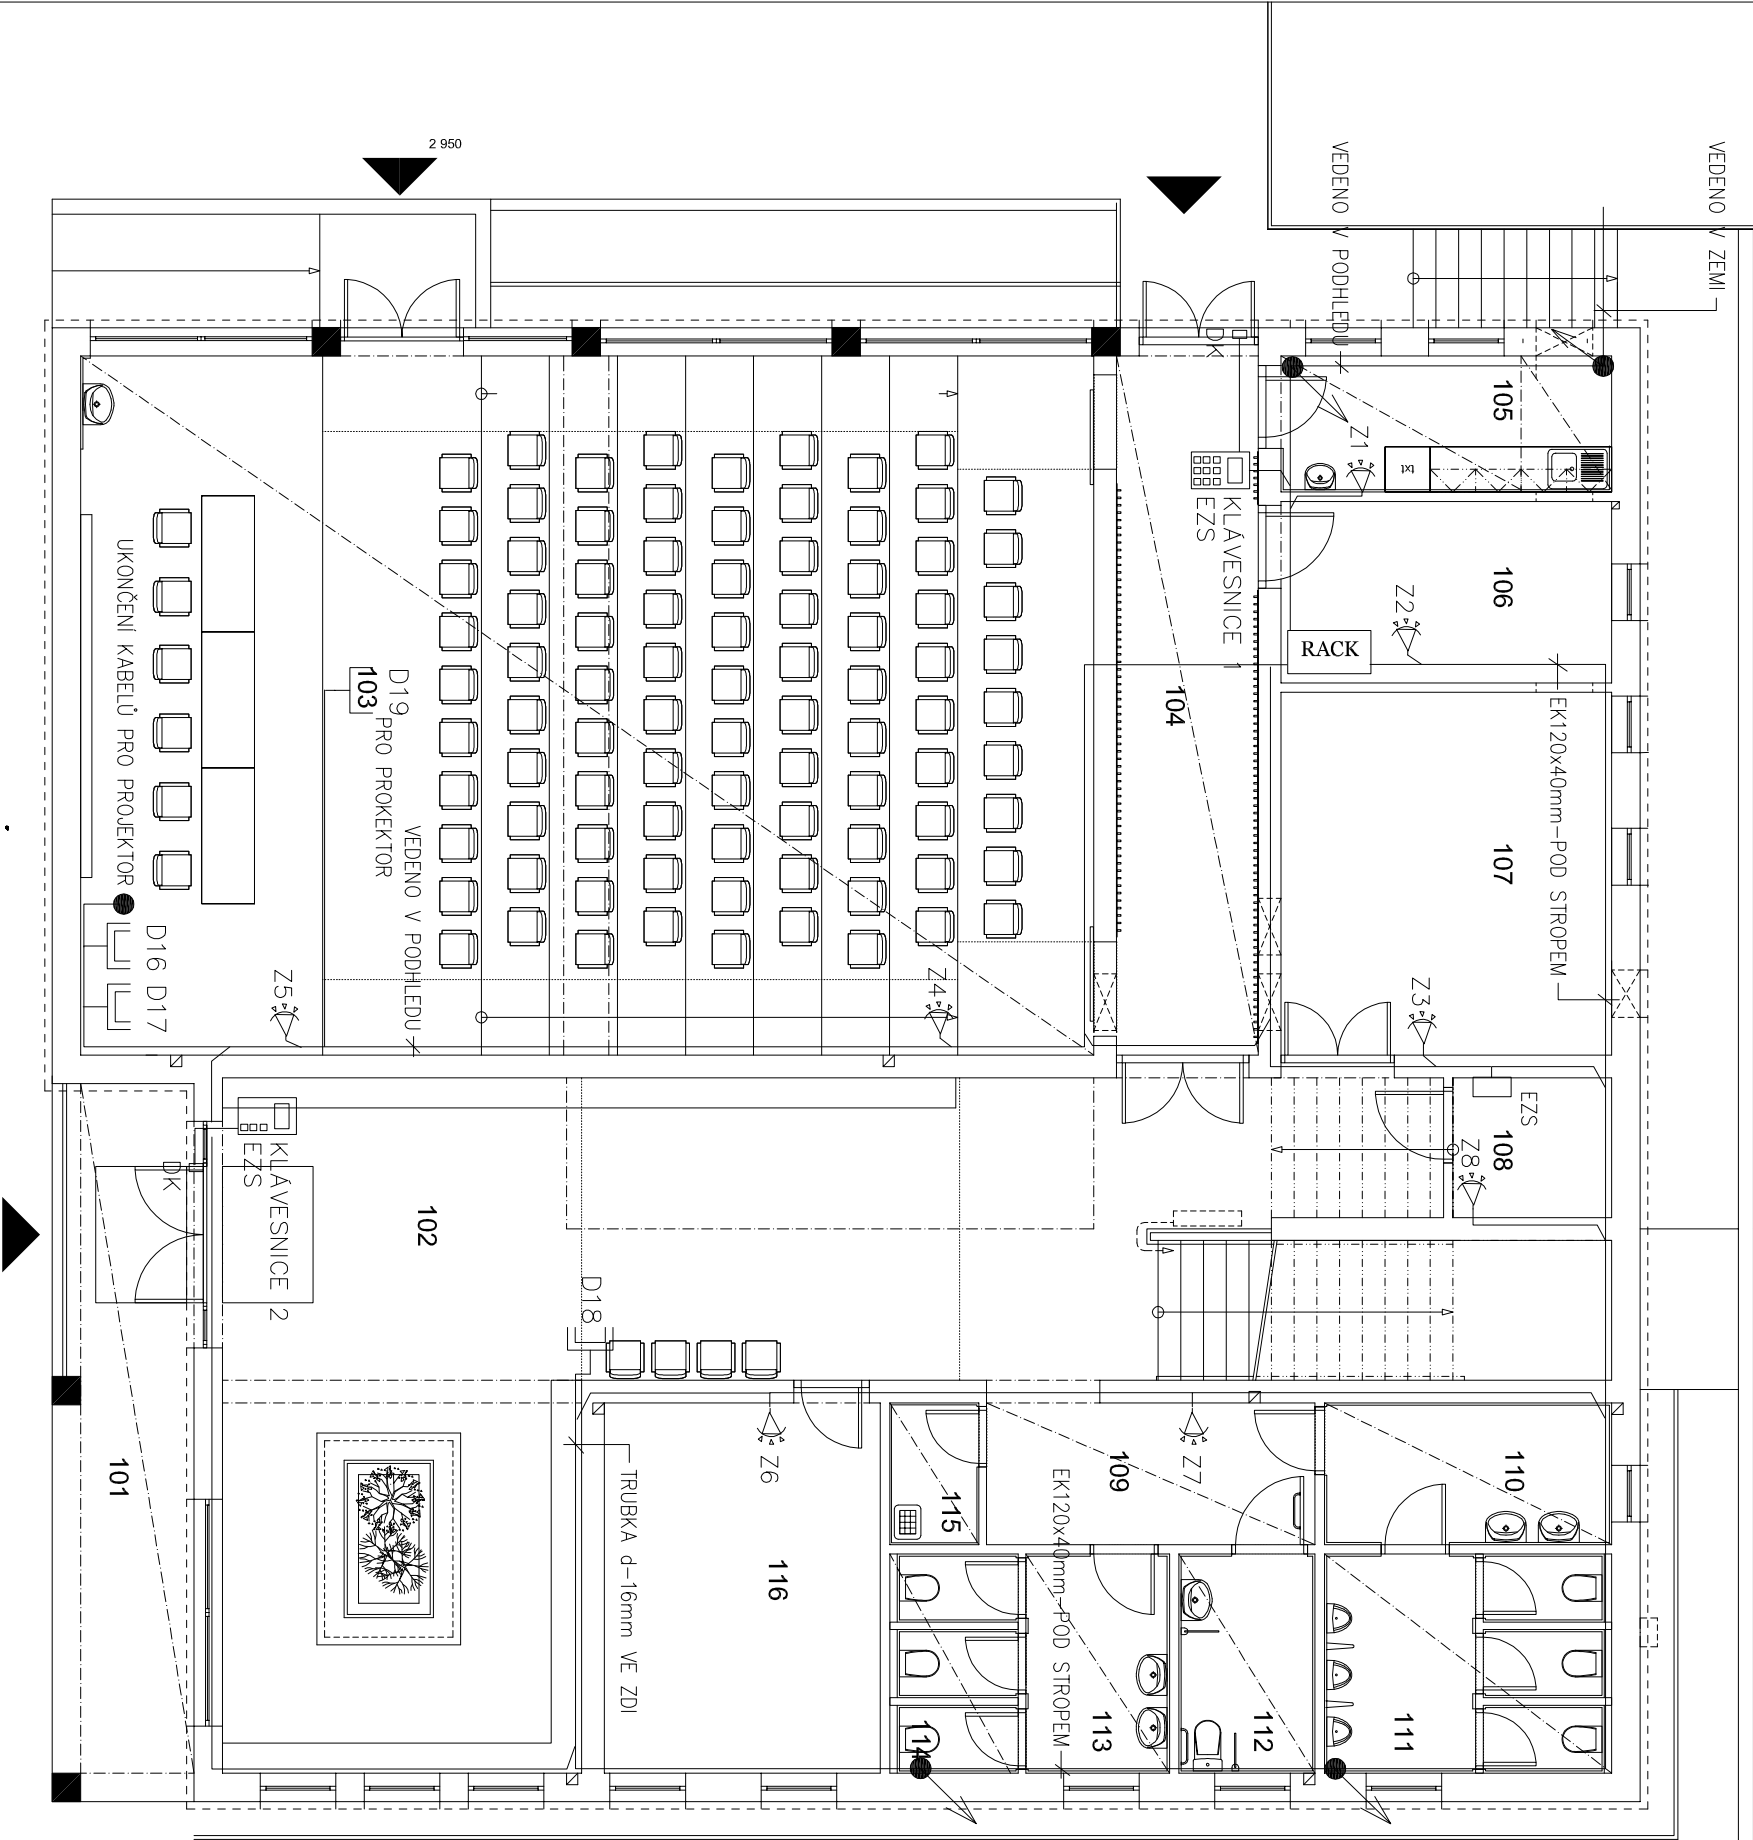 2 950
VEDENO V PODHLEDU
VEDENO V ZEMI
DK
105
Z1
txt
KLÁVESNICE 1
EZS
106
Z2
RACK
EK120x40mm-POD STROPEM
104
107
UKONČENÍ KABELŮ PRO PROJEKTOR
D19
103
PRO PROKEKTOR
VEDENO V PODHLEDU
D16 D17
Z5
Z4
Z3
EZS
108
Z8
KLÁVESNICE 2
EZS
DK
102
D18
101
Z6
Z7
109
110
115
EK120x40mm-POD STROPEM
TRUBKA d-16mm VE ZDI
116
114
113
112
111